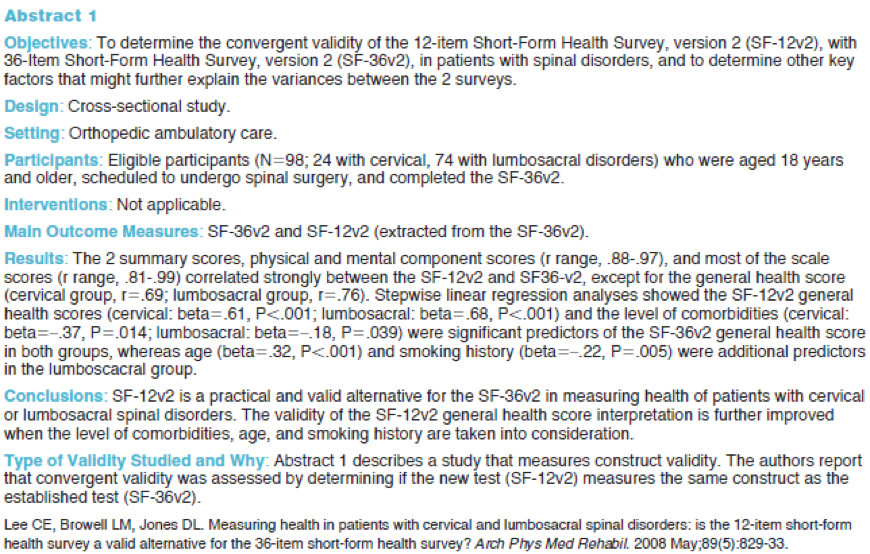 Abstract 1
Objectives: To determine the convergent validity of the 12-item Short-Form Health Survey, version 2 (SF-12v2), with
36-Item Short-Form Health Survey, version 2 (SF-36v2), in patients with spinal disorders, and to determine other key
factors that might further explain the variances between the 2 surveys.
Design: Cross-sectional study.
Setting: Orthopedic ambulatory care.
Participants: Eligible participants (N=98; 24 with cervical, 74 with lumbosacral disorders) who were aged 18 years
and older, scheduled to undergo spinal surgery, and completed the SF-36v2.
Interventions: Not applicable.
Main Outcome Measures: SF-36v2 and SF-12v2 (extracted from the SF-36v2).
Results: The 2 summary scores, physical and mental component scores (r range, .88-.97), and most of the scale
scores (r range, .81-.99) correlated strongly between the SF-12v2 and SF36-v2, except for the general health score
(cervical group, r=.69; lumbosacral group, r=.76). Stepwise linear regression analyses showed the SF-12v2 general
health scores (cervical: beta=.61, P<.001; lumbosacral: beta=.68, P<.001) and the level of comorbidities (cervical:
beta=–.37, P=.014; lumbosacral: beta=–.18, P=.039) were significant predictors of the SF-36v2 general health score
in both groups, whereas age (beta=.32, P<.001) and smoking history (beta=–.22, P=.005) were additional predictors
in the lumboscacral group.
Conclusions: SF-12v2 is a practical and valid alternative for the SF-36v2 in measuring health of patients with cervical
or lumbosacral spinal disorders. The validity of the SF-12v2 general health score interpretation is further improved
when the level of comorbidities, age, and smoking history are taken into consideration.
Type of Validity Studied and Why: Abstract 1 describes a study that measures construct validity. The authors report
that convergent validity was assessed by determining if the new test (SF-12v2) measures the same construct as the
established test (SF-36v2).
Lee CE, Browell LM, Jones DL. Measuring health in patients with cervical and lumbosacral spinal disorders: is the 12-item short-form
health survey a valid alternative for the 36-item short-form health survey? Arch Phys Med Rehabil. 2008 May;89(5):829-33.